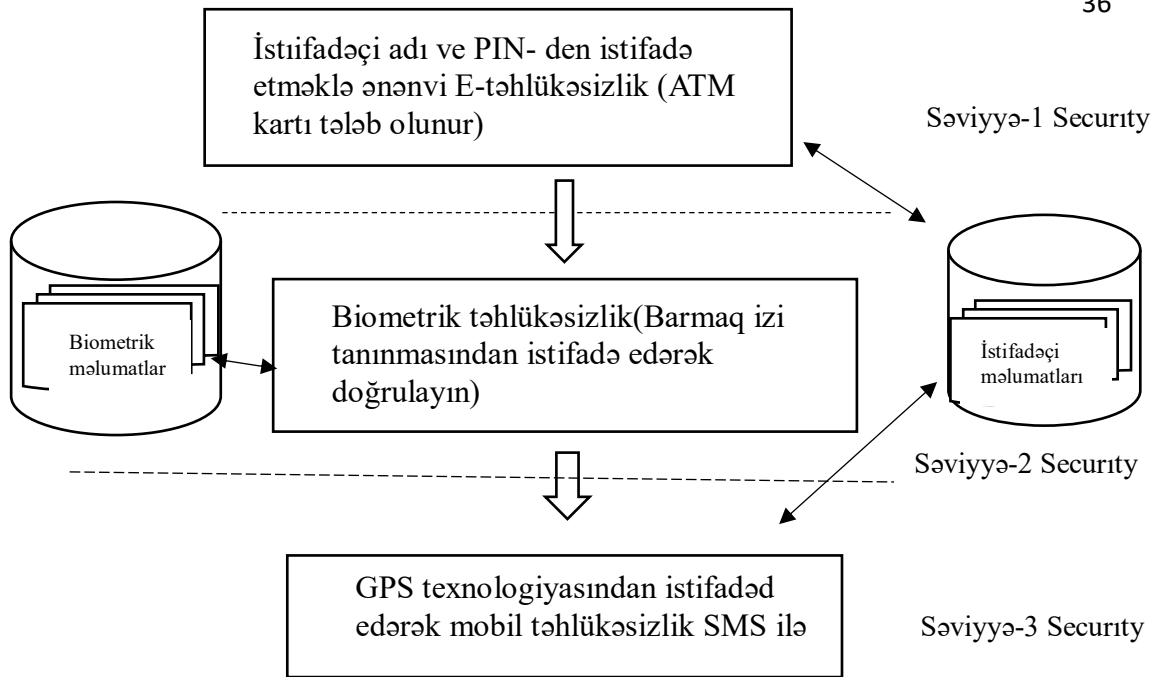 36
İstıifadəçi adı ve PIN- den istifadə
etməklə ənənvi E-təhlükəsizlik (ATM
kartı tələb olunur)
Səviyyə-1 Securıty
Biometrik təhlükəsizlik(Barmaq izi
tanınmasından istifadə edərək
doğrulayın)
Biometrik
məlumatlar
İstifadəçi
məlumatları
Səviyyə-2 Securıty
GPS texnologiyasından istifadəd
edərək mobil təhlükəsizlik SMS ilə
Səviyyə-3 Securıty